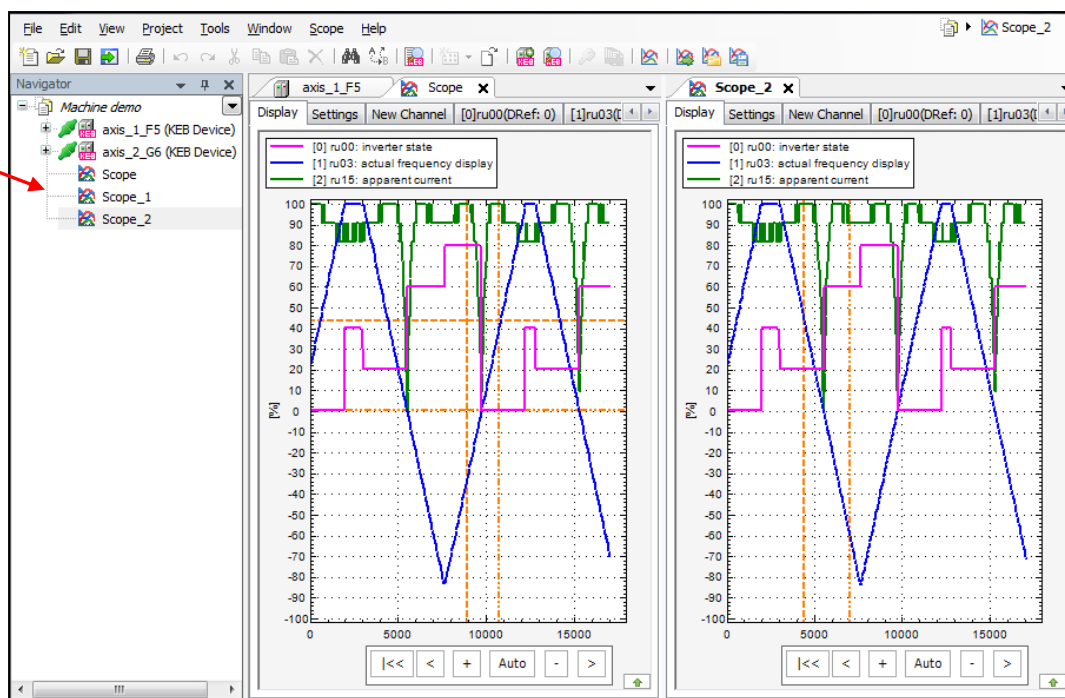 File Edit View Project Tools Window Scope Help
Scope_2
Navigator
Machine demo
axis_1_F5 (KEB Device)
axis_2_G6 (KEB Device)
Scope
Scope_1
Scope_2
axis_1_F5 Scope
Display Settings New Channel [0]ru00(DRef: 0) [1]ru03(D
[0] ru00: inverter state
[1] ru03: actual frequency display
[2] ru15: apparent current
100
90
80
70
60
50
40
30
20
10
0
-10
-20
-30
-40
-50
-60
-70
-80
-90
-100
[%]
0 5000 10000 15000
|<< < + Auto - >
Scope_2
Display Settings New Channel [0]ru00(DRef: 0) [1]ru03(D
[0] ru00: inverter state
[1] ru03: actual frequency display
[2] ru15: apparent current
100
90
80
70
60
50
40
30
20
10
0
-10
-20
-30
-40
-50
-60
-70
-80
-90
-100
[%]
0 5000 10000 15000
|<< < + Auto - >